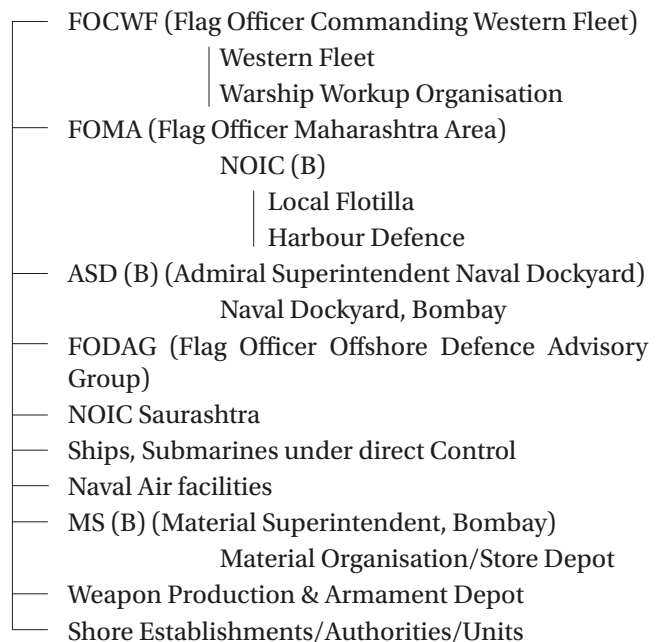 FOCWF (Flag Officer Commanding Western Fleet)
Western Fleet
Warship Workup Organisation
FOMA (Flag Officer Maharashtra Area)
NOIC (B)
Local Flotilla
Harbour Defence
ASD (B) (Admiral Superintendent Naval Dockyard)
Naval Dockyard, Bombay
FODAG (Flag Officer Offshore Defence Advisory
Group)
NOIC Saurashtra
Ships, Submarines under direct Control
Naval Air facilities
MS (B) (Material Superintendent, Bombay)
Material Organisation/Store Depot
Weapon Production & Armament Depot
Shore Establishments/Authorities/Units